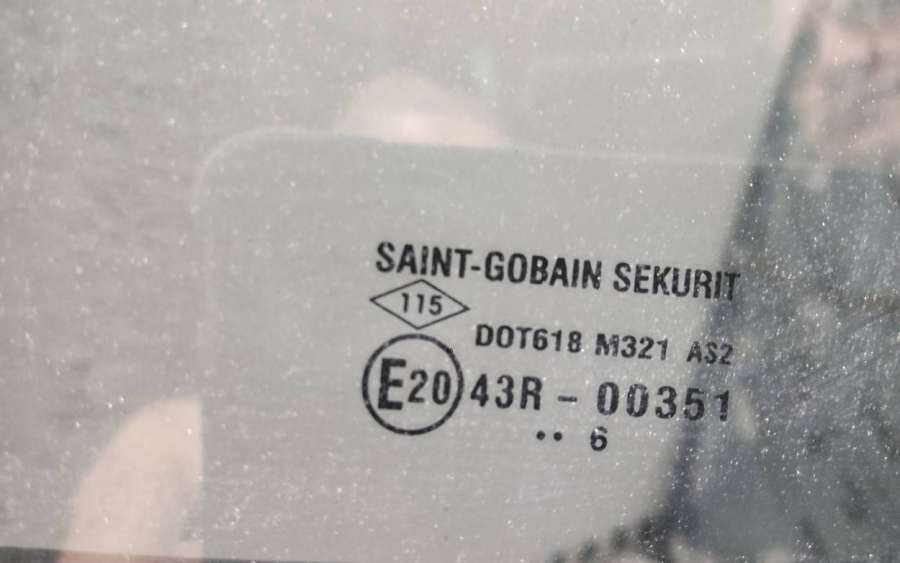 SAINT-GOBAIN SEKURIT
115
DOT618 M321 AS2
E20 43R - 00351
•• 6